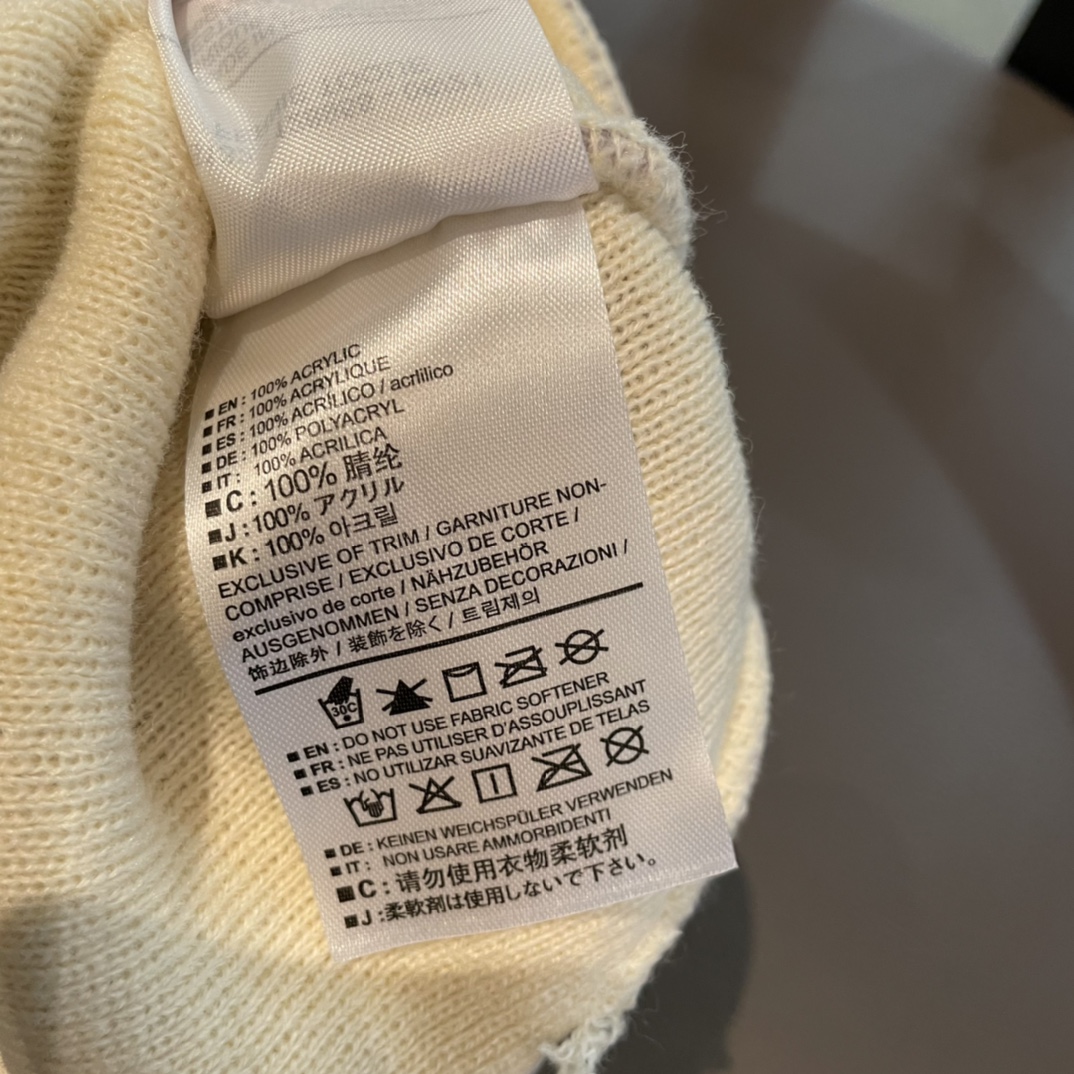 ■ EN : 100% ACRYLIC
■ FR : 100% ACRYLIQUE
■ ES : 100% ACRÍLICO / acrílico
■ DE : 100% POLYACRYL
■ IT : 100% ACRILICA
■ C : 100% 腈纶
■ J : 100% アクリル
■ K : 100% 아크릴
EXCLUSIVE OF TRIM / GARNITURE NON-
COMPRISE / EXCLUSIVO DE CORTE /
exclusivo de corte / NÄHZUBEHÖR
AUSGENOMMEN / SENZA DECORAZIONI /
饰边除外 / 装飾を除く / 트림제의
30C
■ EN : DO NOT USE FABRIC SOFTENER
■ FR : NE PAS UTILISER D'ASSOUPLISSANT
■ ES : NO UTILIZAR SUAVIZANTE DE TELAS
■ DE : KEINEN WEICHSPÜLER VERWENDEN
■ IT : NON USARE AMMORBIDENTI
■ C : 请勿使用衣物柔软剂
■ J : 柔軟剤は使用しないで下さい。